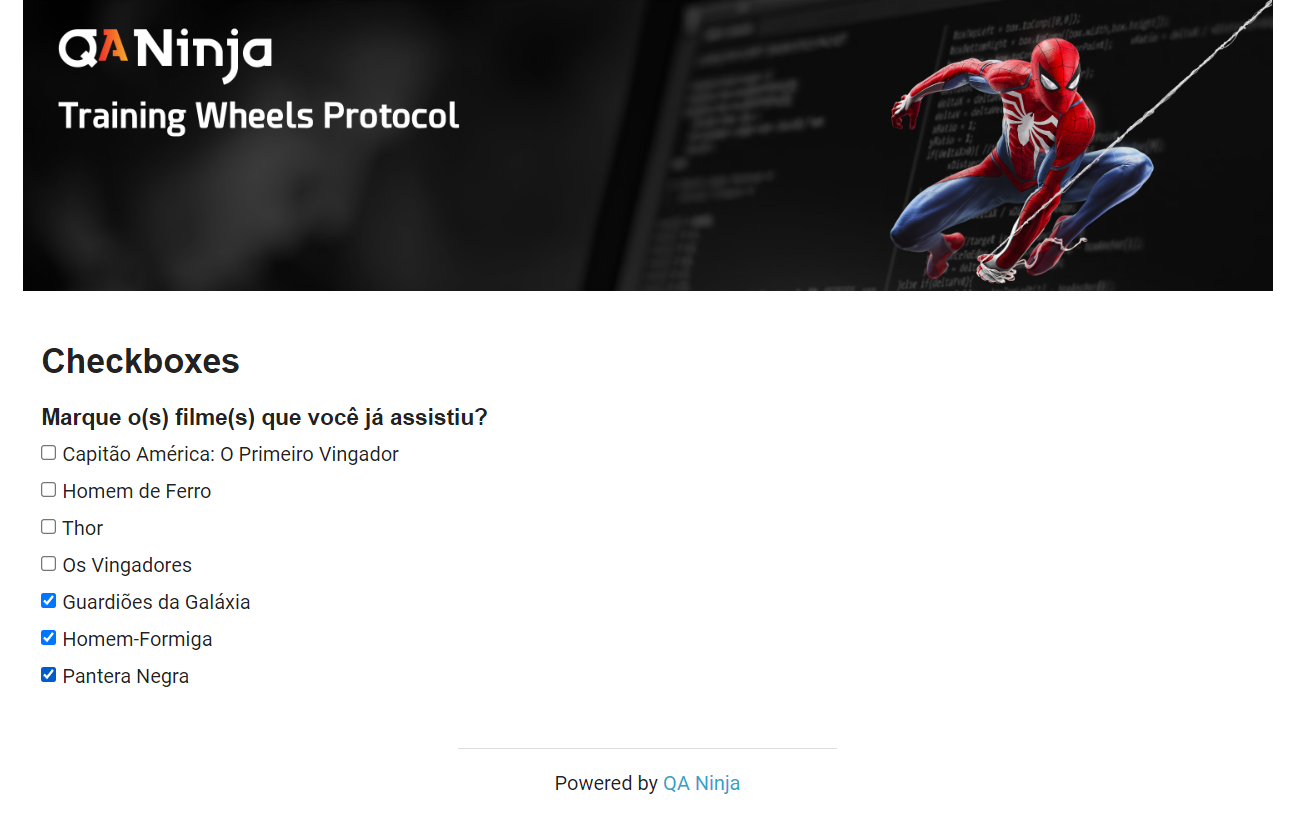 QA Ninja
Training Wheels Protocol
Checkboxes
Marque o(s) filme(s) que você já assistiu?
Capitão América: O Primeiro Vingador
Homem de Ferro
Thor
Os Vingadores
Guardiões da Galáxia
Homem-Formiga
Pantera Negra
Powered by QA Ninja